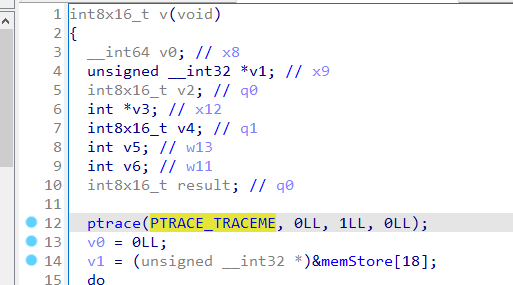 1 int8x16_t v(void)
2 {
3 __int64 v0; // x8
4 unsigned __int32 *v1; // x9
5 int8x16_t v2; // q0
6 int *v3; // x12
7 int8x16_t v4; // q1
8 int v5; // w13
9 int v6; // w11
10 int8x16_t result; // q0
11
12 ptrace(PTRACE_TRACEME, 0LL, 1LL, 0LL);
13 v0 = 0LL;
14 v1 = (unsigned __int32 *)&memStore[18];
15 do